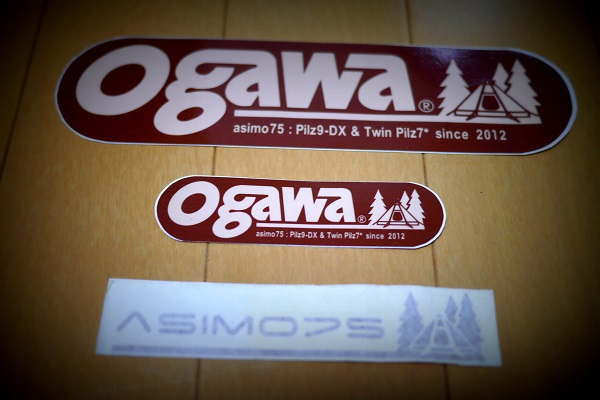 Ogawa®
asimo75 : Pilz9-DX & Twin Pilz7* since 2012
Ogawa®
asimo75 : Pilz9-DX & Twin Pilz7* since 2012
ASIMO75